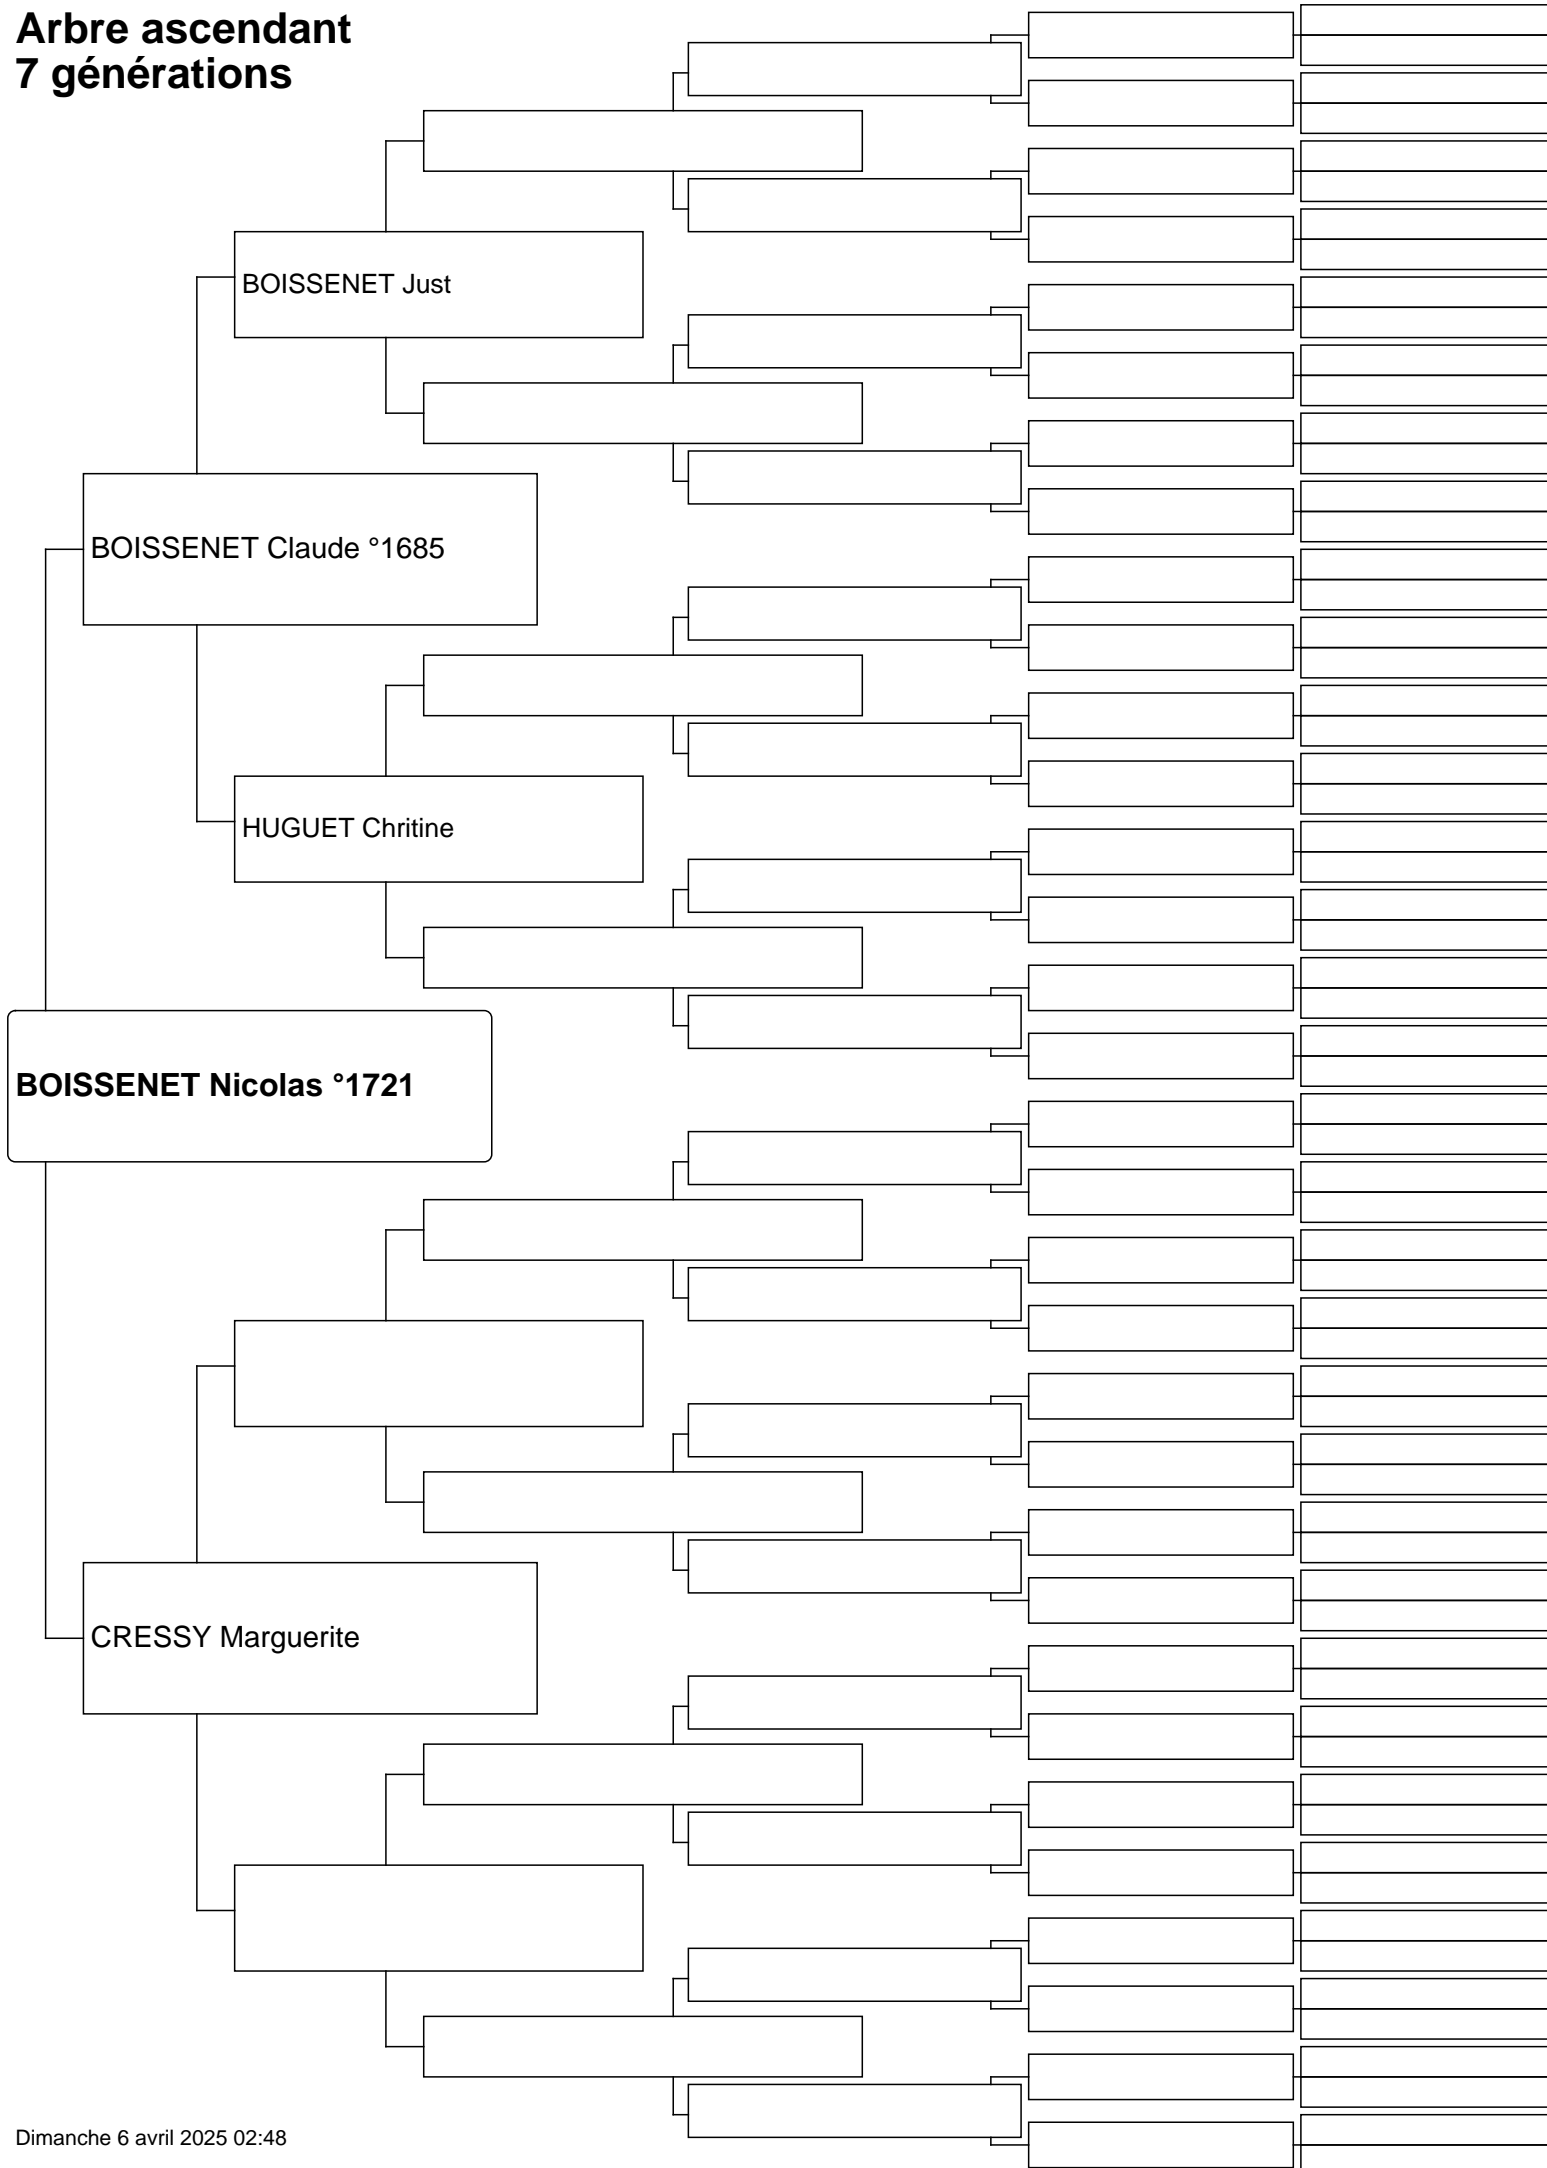 Arbre ascendant
7 générations
BOISSENET Just
BOISSENET Claude °1685
HUGUET Chritine
BOISSENET Nicolas °1721
CRESSY Marguerite
Dimanche 6 avril 2025 02:48